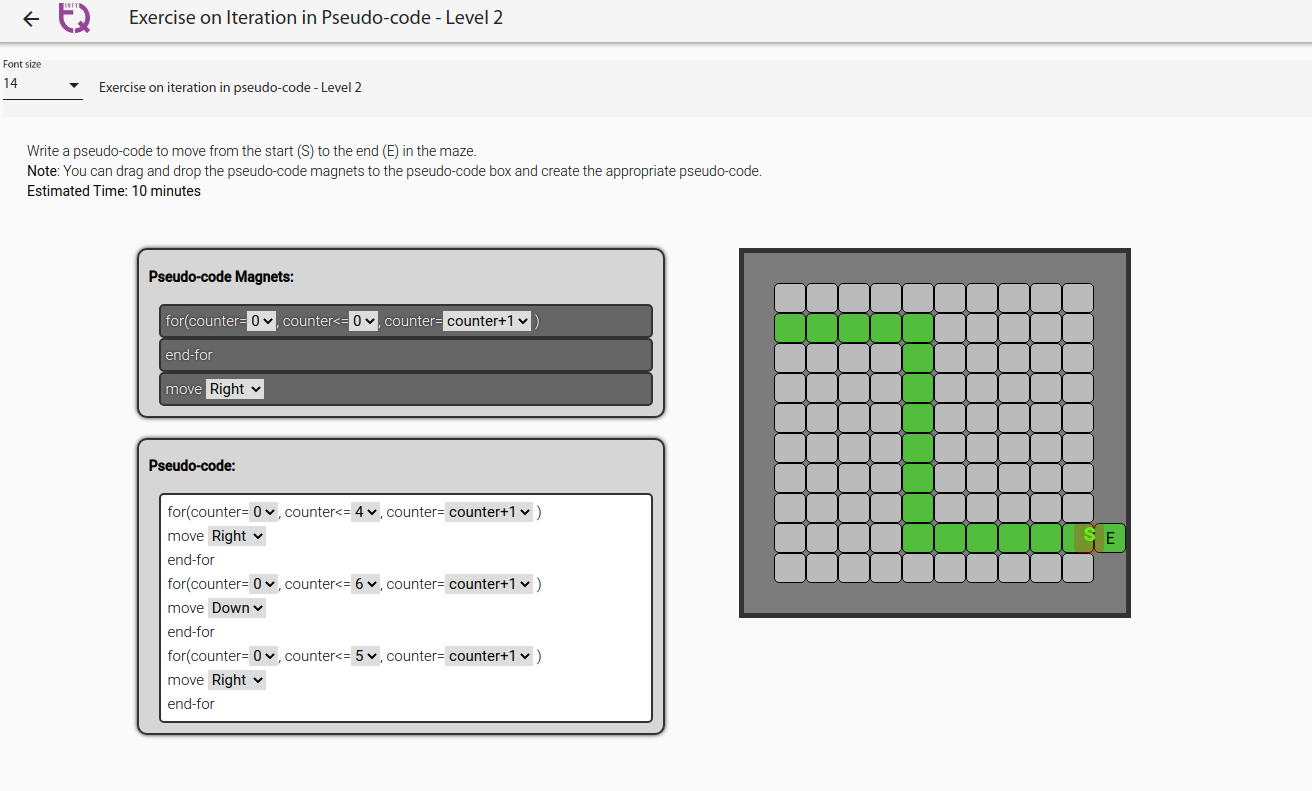 INFY
TQ
Exercise on Iteration in Pseudo-code - Level 2
Font size
14
Exercise on iteration in pseudo-code - Level 2
Write a pseudo-code to move from the start (S) to the end (E) in the maze.
Note: You can drag and drop the pseudo-code magnets to the pseudo-code box and create the appropriate pseudo-code.
Estimated Time: 10 minutes
Pseudo-code Magnets:
for(counter= 0 , counter<= 0 , counter= counter+1 )
end-for
move Right
Pseudo-code:
for(counter= 0 , counter<= 4 , counter= counter+1 )
move Right
end-for
for(counter= 0 , counter<= 6 , counter= counter+1 )
move Down
end-for
for(counter= 0 , counter<= 5 , counter= counter+1 )
move Right
end-for
S E